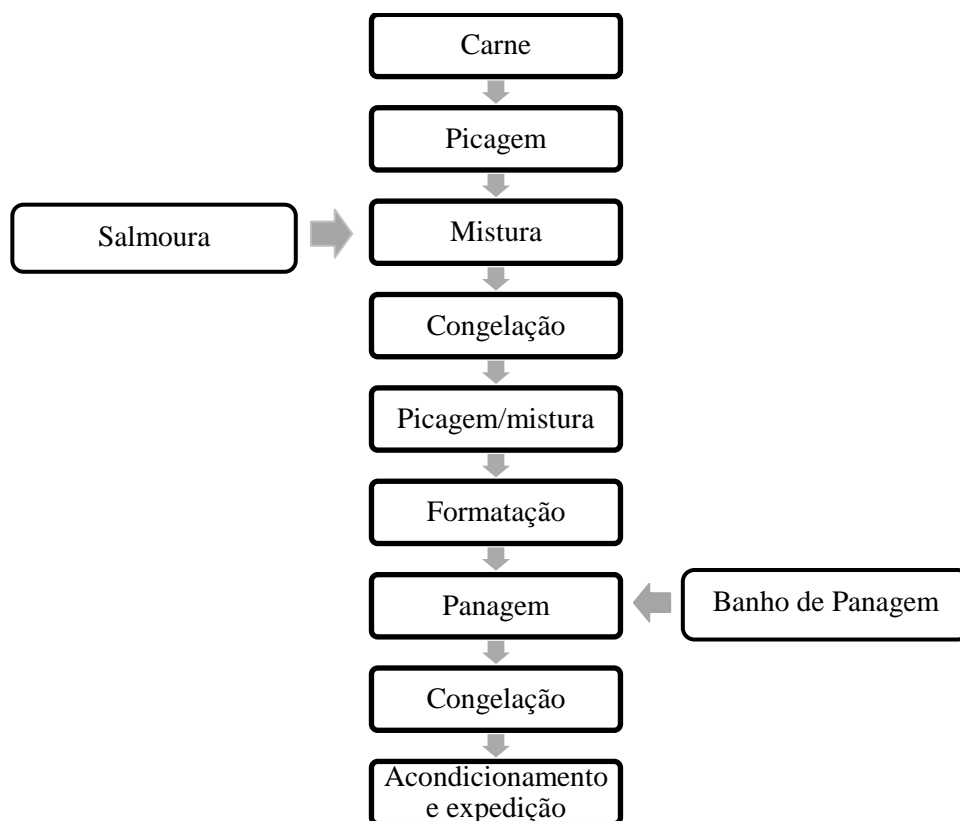 Carne
Picagem
Salmoura
Mistura
Congelação
Picagem/mistura
Formatação
Panagem
Banho de Panagem
Congelação
Acondicionamento
e expedição